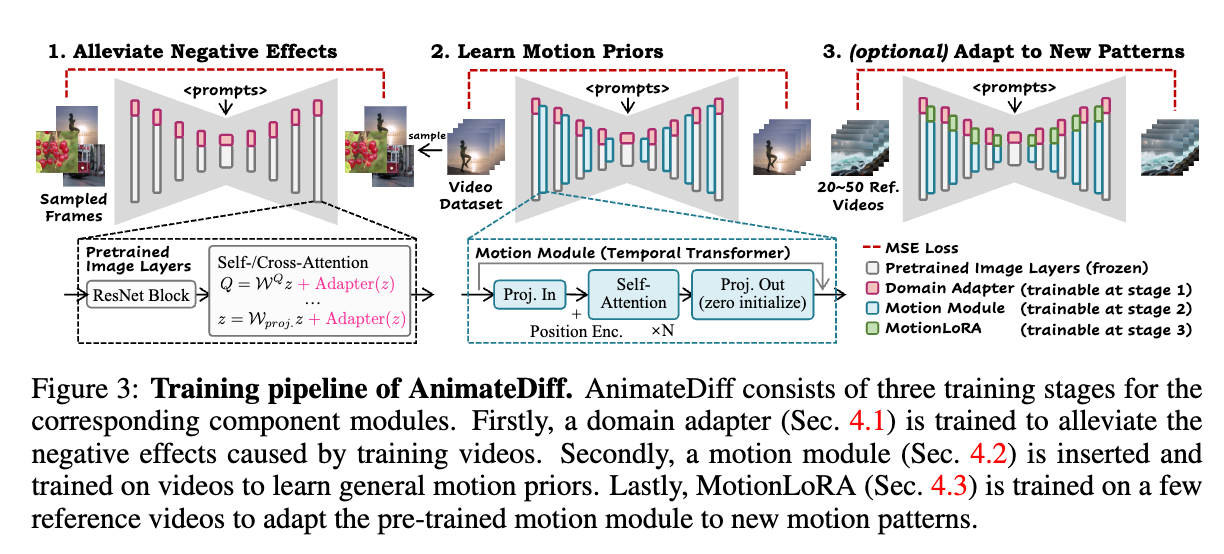 1. Alleviate Negative Effects
<prompts>
Sampled
Frames
sample
Pretrained
Image Layers
ResNet Block
Self-/Cross-Attention
Q = W^Q z + Adapter(z)
...
z = W_proj. z + Adapter(z)
2. Learn Motion Priors
<prompts>
Video
Dataset
Motion Module (Temporal Transformer)
Proj. In
+
Position Enc.
Self-
Attention
×N
Proj. Out
(zero initialize)
3. (optional) Adapt to New Patterns
<prompts>
20~50 Ref.
Videos
MSE Loss
Pretrained Image Layers (frozen)
Domain Adapter (trainable at stage 1)
Motion Module (trainable at stage 2)
MotionLoRA (trainable at stage 3)
Figure 3: Training pipeline of AnimateDiff. AnimateDiff consists of three training stages for the
corresponding component modules. Firstly, a domain adapter (Sec. 4.1) is trained to alleviate the
negative effects caused by training videos. Secondly, a motion module (Sec. 4.2) is inserted and
trained on videos to learn general motion priors. Lastly, MotionLoRA (Sec. 4.3) is trained on a few
reference videos to adapt the pre-trained motion module to new motion patterns.